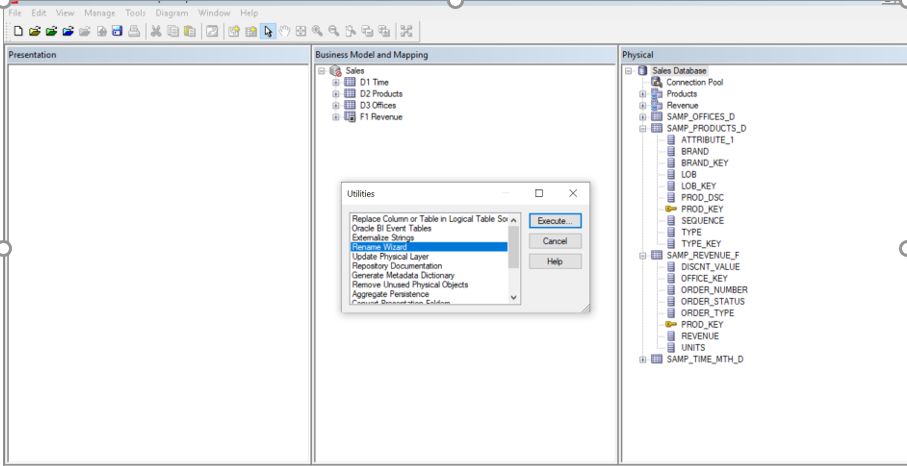 File Edit View Manage Tools Diagram Window Help
Presentation
Business Model and Mapping
Sales
D1 Time
D2 Products
D3 Offices
F1 Revenue
Utilities
Replace Column or Table in Logical Table Sou
Oracle BI Event Tables
Externalize Strings
Rename Wizard
Update Physical Layer
Repository Documentation
Generate Metadata Dictionary
Remove Unused Physical Objects
Aggregate Persistence
Convert Presentation Folders
Execute...
Cancel
Help
Physical
Sales Database
Connection Pool
Products
Revenue
SAMP_OFFICES_D
SAMP_PRODUCTS_D
ATTRIBUTE_1
BRAND
BRAND_KEY
LOB
LOB_KEY
PROD_DSC
PROD_KEY
SEQUENCE
TYPE
TYPE_KEY
SAMP_REVENUE_F
DISCNT_VALUE
OFFICE_KEY
ORDER_NUMBER
ORDER_STATUS
ORDER_TYPE
PROD_KEY
REVENUE
UNITS
SAMP_TIME_MTH_D